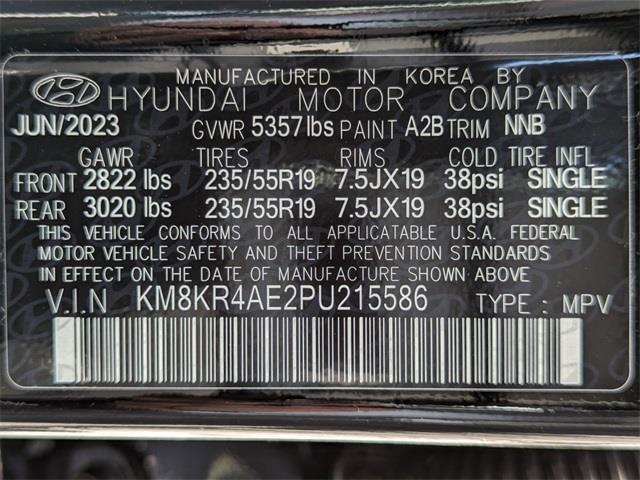 MANUFACTURED IN KOREA BY
HYUNDAI MOTOR COMPANY
JUN/2023 GVWR 5357lbs PAINT A2B TRIM NNB
GAWR TIRES RIMS COLD TIRE INFL
FRONT 2822 lbs 235/55R19 7.5JX19 38psi SINGLE
REAR 3020 lbs 235/55R19 7.5JX19 38psi SINGLE
THIS VEHICLE CONFORMS TO ALL APPLICATABLE U.S.A. FEDERAL
MOTOR VEHICLE SAFETY AND THEFT PREVENTION STANDARDS
IN EFFECT ON THE DATE OF MANUFACTURE SHOWN ABOVE.
V.I.N KM8KR4AE2PU215586 TYPE : MPV